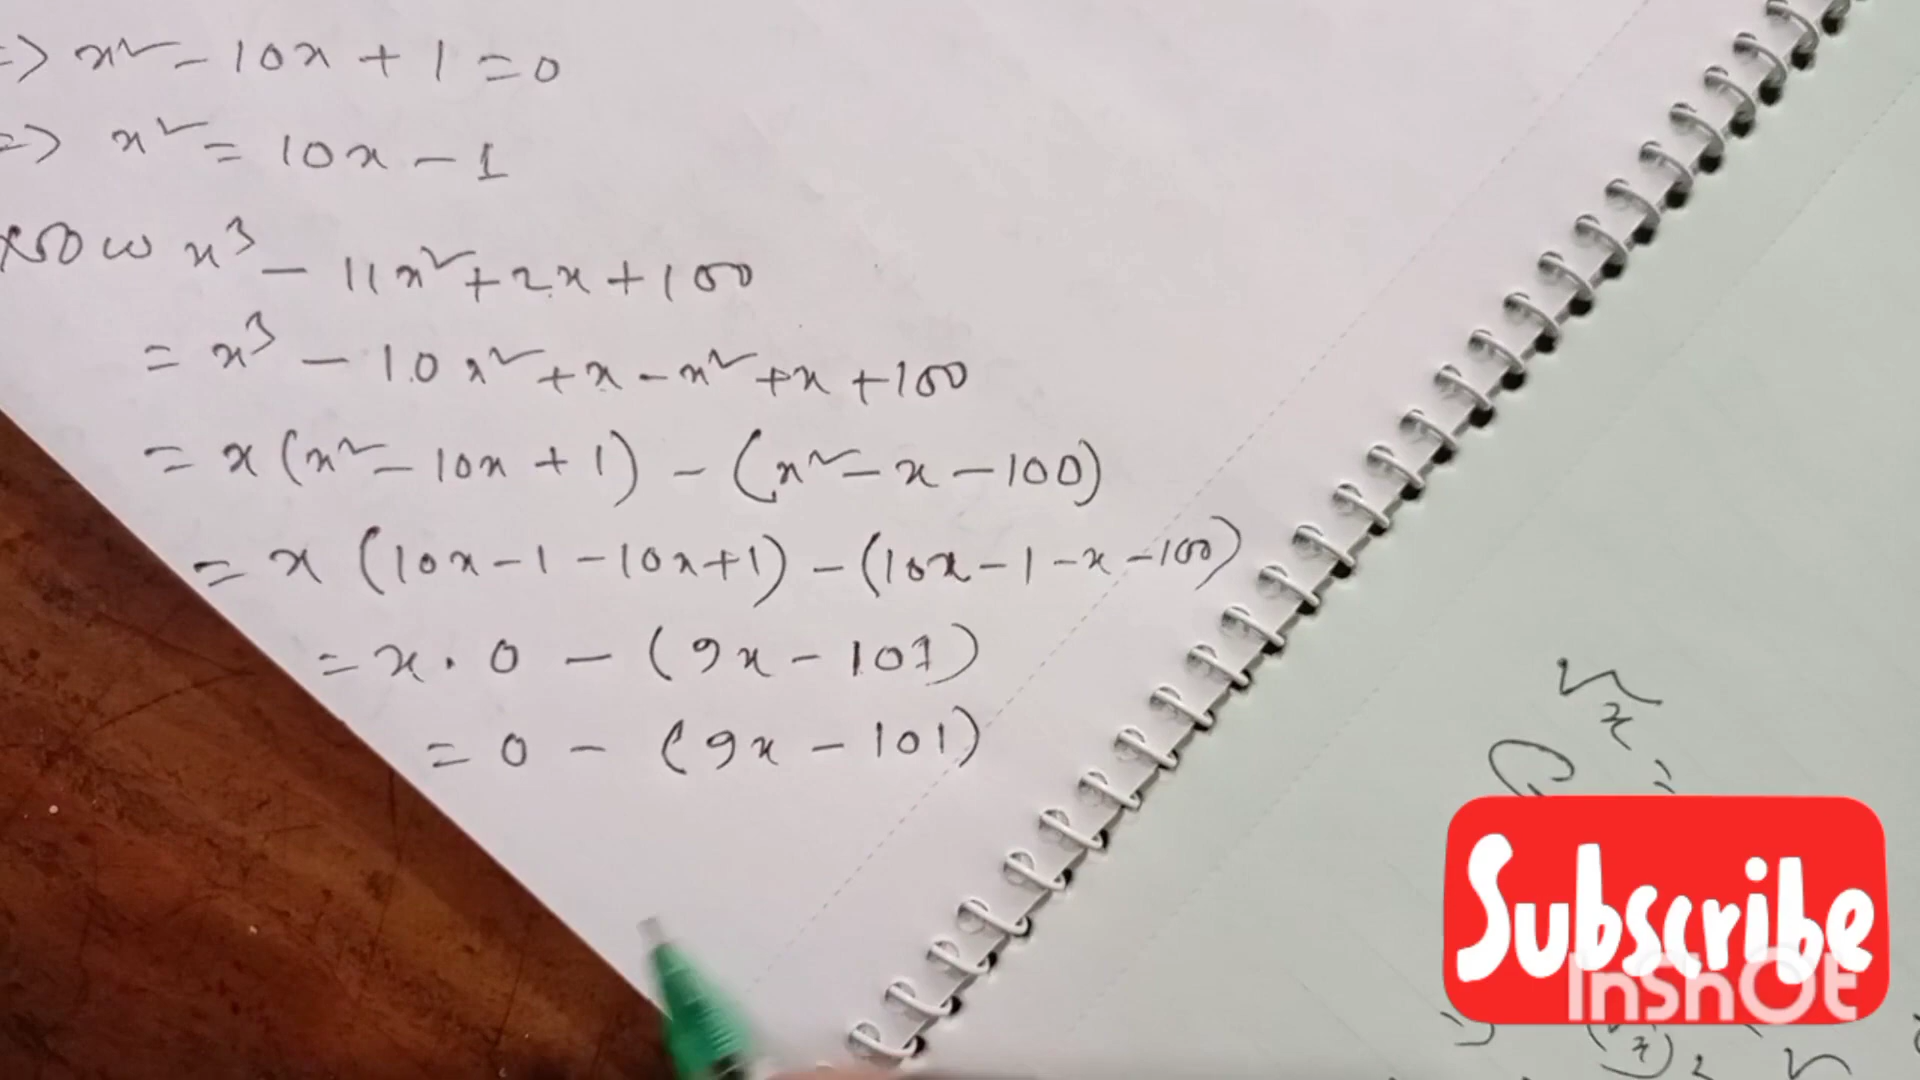 => x² - 10x + 1 = 0
=> x² = 10x - 1
Now x³ - 11x² + 2x + 100
= x³ - 10x² + x - x² + x + 100
= x(x² - 10x + 1) - (x² - x - 100)
= x (10x - 1 - 10x + 1) - (10x - 1 - x - 100)
= x . 0 - (9x - 101)
= 0 - (9x - 101)
Subscribe
InShOt